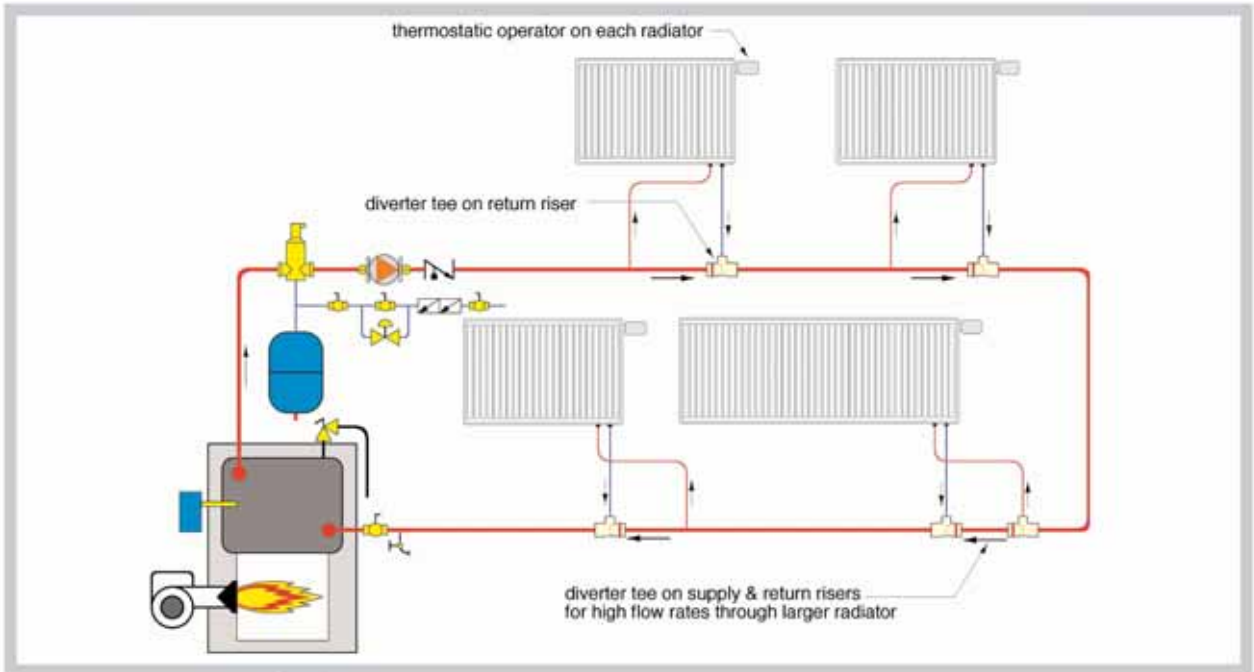 thermostatic operator on each radiator
diverter tee on return riser
diverter tee on supply & return risers
for high flow rates through larger radiator